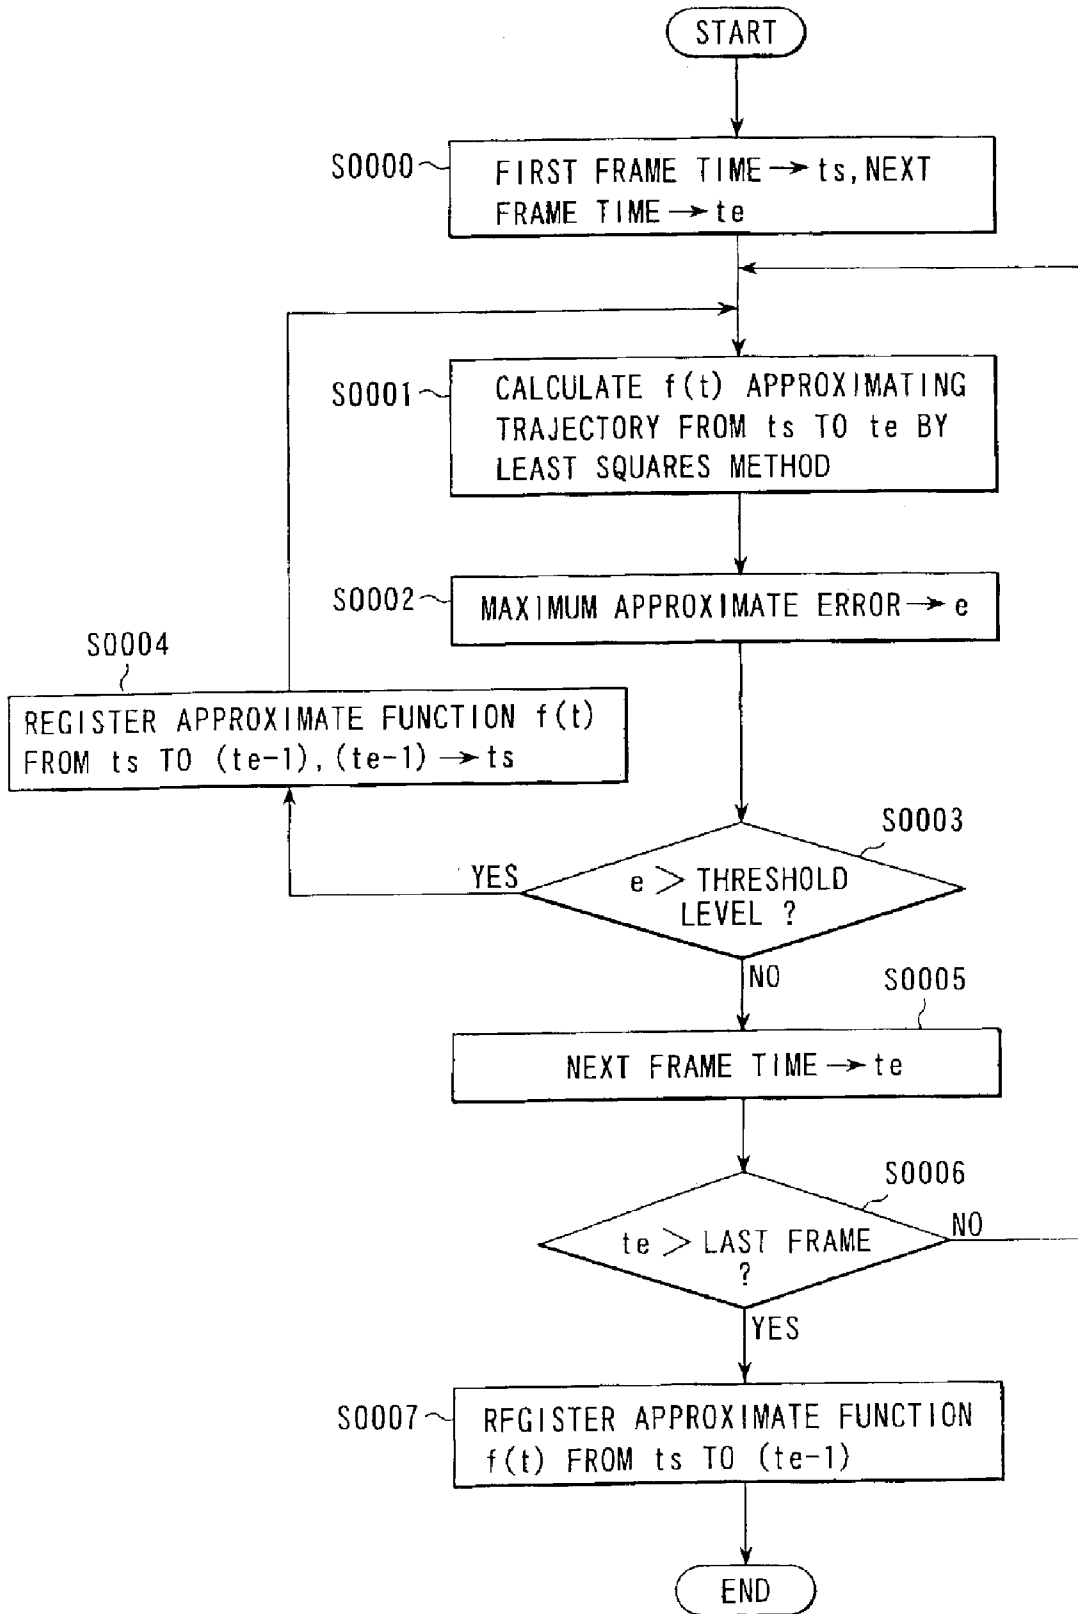 START
S0000
FIRST FRAME TIME → ts, NEXT
FRAME TIME → te
S0001
CALCULATE f(t) APPROXIMATING
TRAJECTORY FROM ts TO te BY
LEAST SQUARES METHOD
S0002
MAXIMUM APPROXIMATE ERROR → e
S0004
REGISTER APPROXIMATE FUNCTION f(t)
FROM ts TO (te-1), (te-1) → ts
S0003
YES
e > THRESHOLD
LEVEL ?
NO
S0005
NEXT FRAME TIME → te
S0006
te > LAST FRAME
?
NO
YES
S0007
RFGISTER APPROXIMATE FUNCTION
f(t) FROM ts TO (te-1)
END